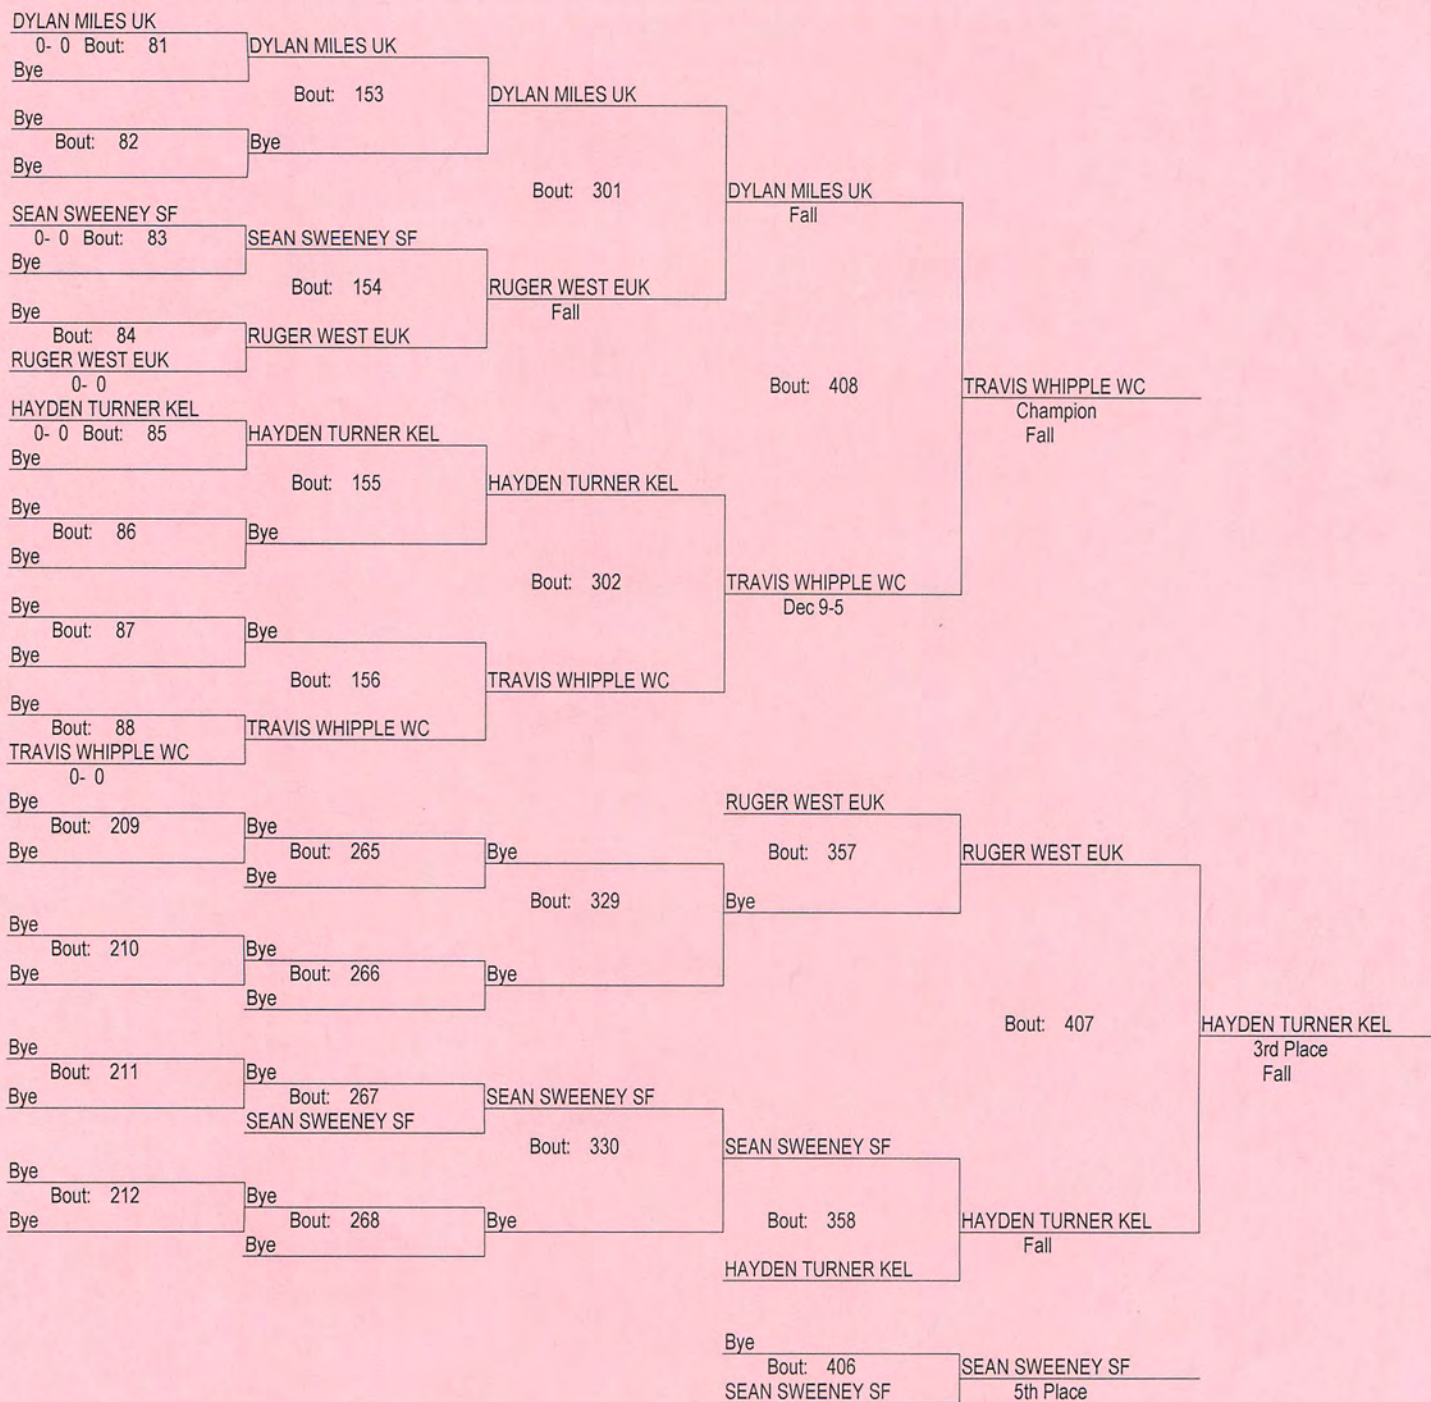 DYLAN MILES UK
0- 0 Bout: 81
DYLAN MILES UK
Bye
Bout: 153
DYLAN MILES UK
Bye
Bout: 82
Bye
Bye
Bout: 301
DYLAN MILES UK
Fall
SEAN SWEENEY SF
0- 0 Bout: 83
SEAN SWEENEY SF
Bye
Bout: 154
RUGER WEST EUK
Fall
Bye
Bout: 84
RUGER WEST EUK
RUGER WEST EUK
0- 0
Bout: 408
TRAVIS WHIPPLE WC
Champion
Fall
HAYDEN TURNER KEL
0- 0 Bout: 85
HAYDEN TURNER KEL
Bye
Bout: 155
HAYDEN TURNER KEL
Bye
Bout: 86
Bye
Bye
Bout: 302
TRAVIS WHIPPLE WC
Dec 9-5
Bye
Bout: 87
Bye
Bye
Bout: 156
TRAVIS WHIPPLE WC
Bye
Bout: 88
TRAVIS WHIPPLE WC
TRAVIS WHIPPLE WC
0- 0
Bye
Bout: 209
Bye
Bye
Bout: 265
Bye
Bye
RUGER WEST EUK
Bout: 357
RUGER WEST EUK
Bout: 329
Bye
Bye
Bout: 210
Bye
Bye
Bout: 266
Bye
Bye
Bout: 407
HAYDEN TURNER KEL
3rd Place
Fall
Bye
Bout: 211
Bye
Bye
Bout: 267
SEAN SWEENEY SF
SEAN SWEENEY SF
Bout: 330
SEAN SWEENEY SF
Bye
Bout: 212
Bye
Bye
Bout: 268
Bye
Bye
Bout: 358
HAYDEN TURNER KEL
Fall
HAYDEN TURNER KEL
Bye
Bout: 406
SEAN SWEENEY SF
SEAN SWEENEY SF
5th Place